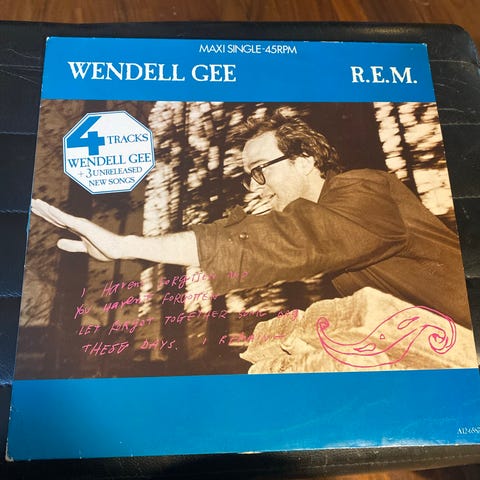 MAXI SINGLE-45RPM
WENDELL GEE R.E.M.
4 TRACKS
WENDELL GEE
+3 UNRELEASED
NEW SONGS
I HAVEN'T FORGOTTEN AND
YOU HAVEN'T FORGOTTEN
LET FORGET TOGETHER SOME
THESE DAYS. I